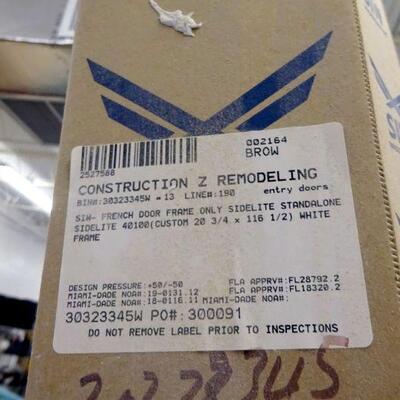 002164
2527588
BROW
CONSTRUCTION Z REMODELING
BIN#:30323345W - 13 LINE#:190 entry doors
SIW- FRENCH DOOR FRAME ONLY SIDELITE STANDALONE
SIDELITE 40100(CUSTOM 20 3/4 x 116 1/2) WHITE
FRAME
DESIGN PRESSURE:+50/-50 FLA APPRV#:FL28792.2
MIAMI-DADE NOA#:19-0131.12 FLA APPRV#:FL18320.2
MIAMI-DADE NOA#:18-0116.11 MIAMI-DADE NOA#:
30323345W PO#:300091
DO NOT REMOVE LABEL PRIOR TO INSPECTIONS